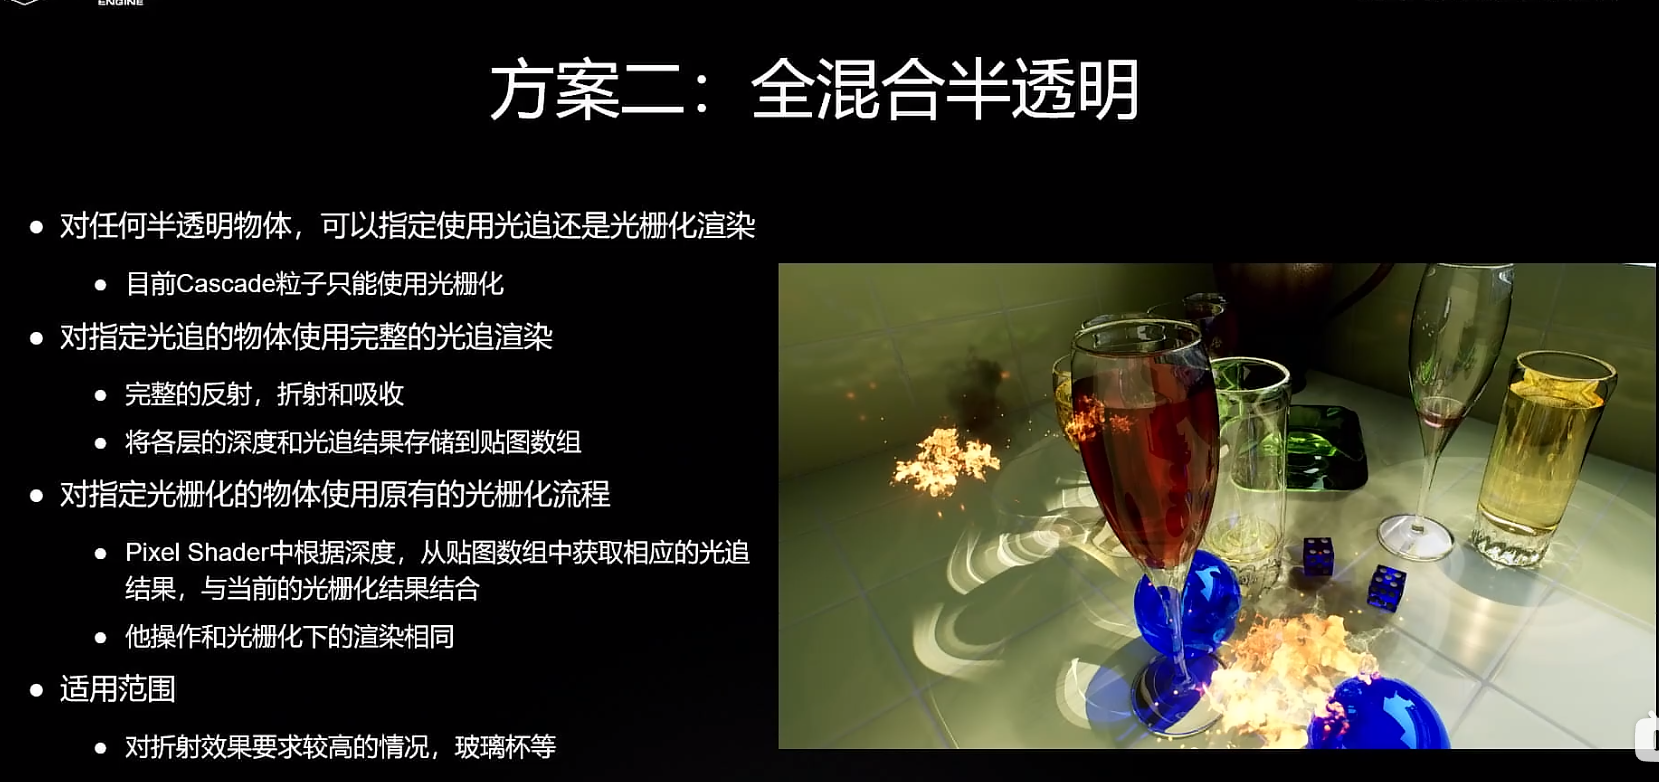 ENGINE
方案二：全混合半透明
● 对任何半透明物体，可以指定使用光追还是光栅化渲染
● 目前Cascade粒子只能使用光栅化
● 对指定光追的物体使用完整的光追渲染
● 完整的反射，折射和吸收
● 将各层的深度和光追结果存储到贴图数组
● 对指定光栅化的物体使用原有的光栅化流程
● Pixel Shader中根据深度，从贴图数组中获取相应的光追
结果，与当前的光栅化结果结合
● 他操作和光栅化下的渲染相同
● 适用范围
● 对折射效果要求较高的情况，玻璃杯等